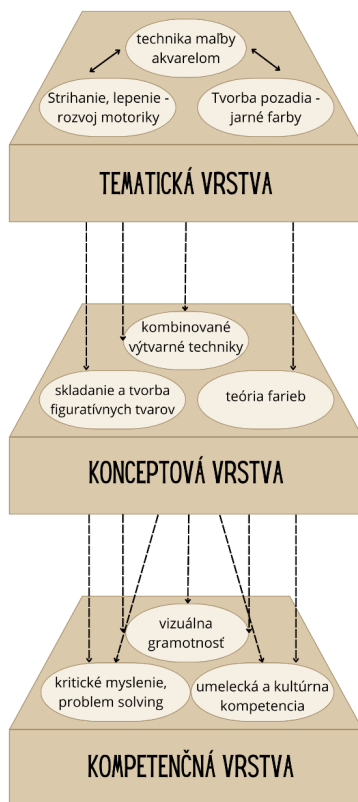 technika maľby
akvarelom
Strihanie, lepenie -
rozvoj motoriky
Tvorba pozadia -
jarné farby
TEMATICKÁ VRSTVA
kombinované
výtvarné techniky
skladanie a tvorba
figuratívnych tvarov
teória farieb
KONCEPTOVÁ VRSTVA
vizuálna
gramotnosť
kritické myslenie,
problem solving
umelecká a kultúrna
kompetencia
KOMPETENČNÁ VRSTVA